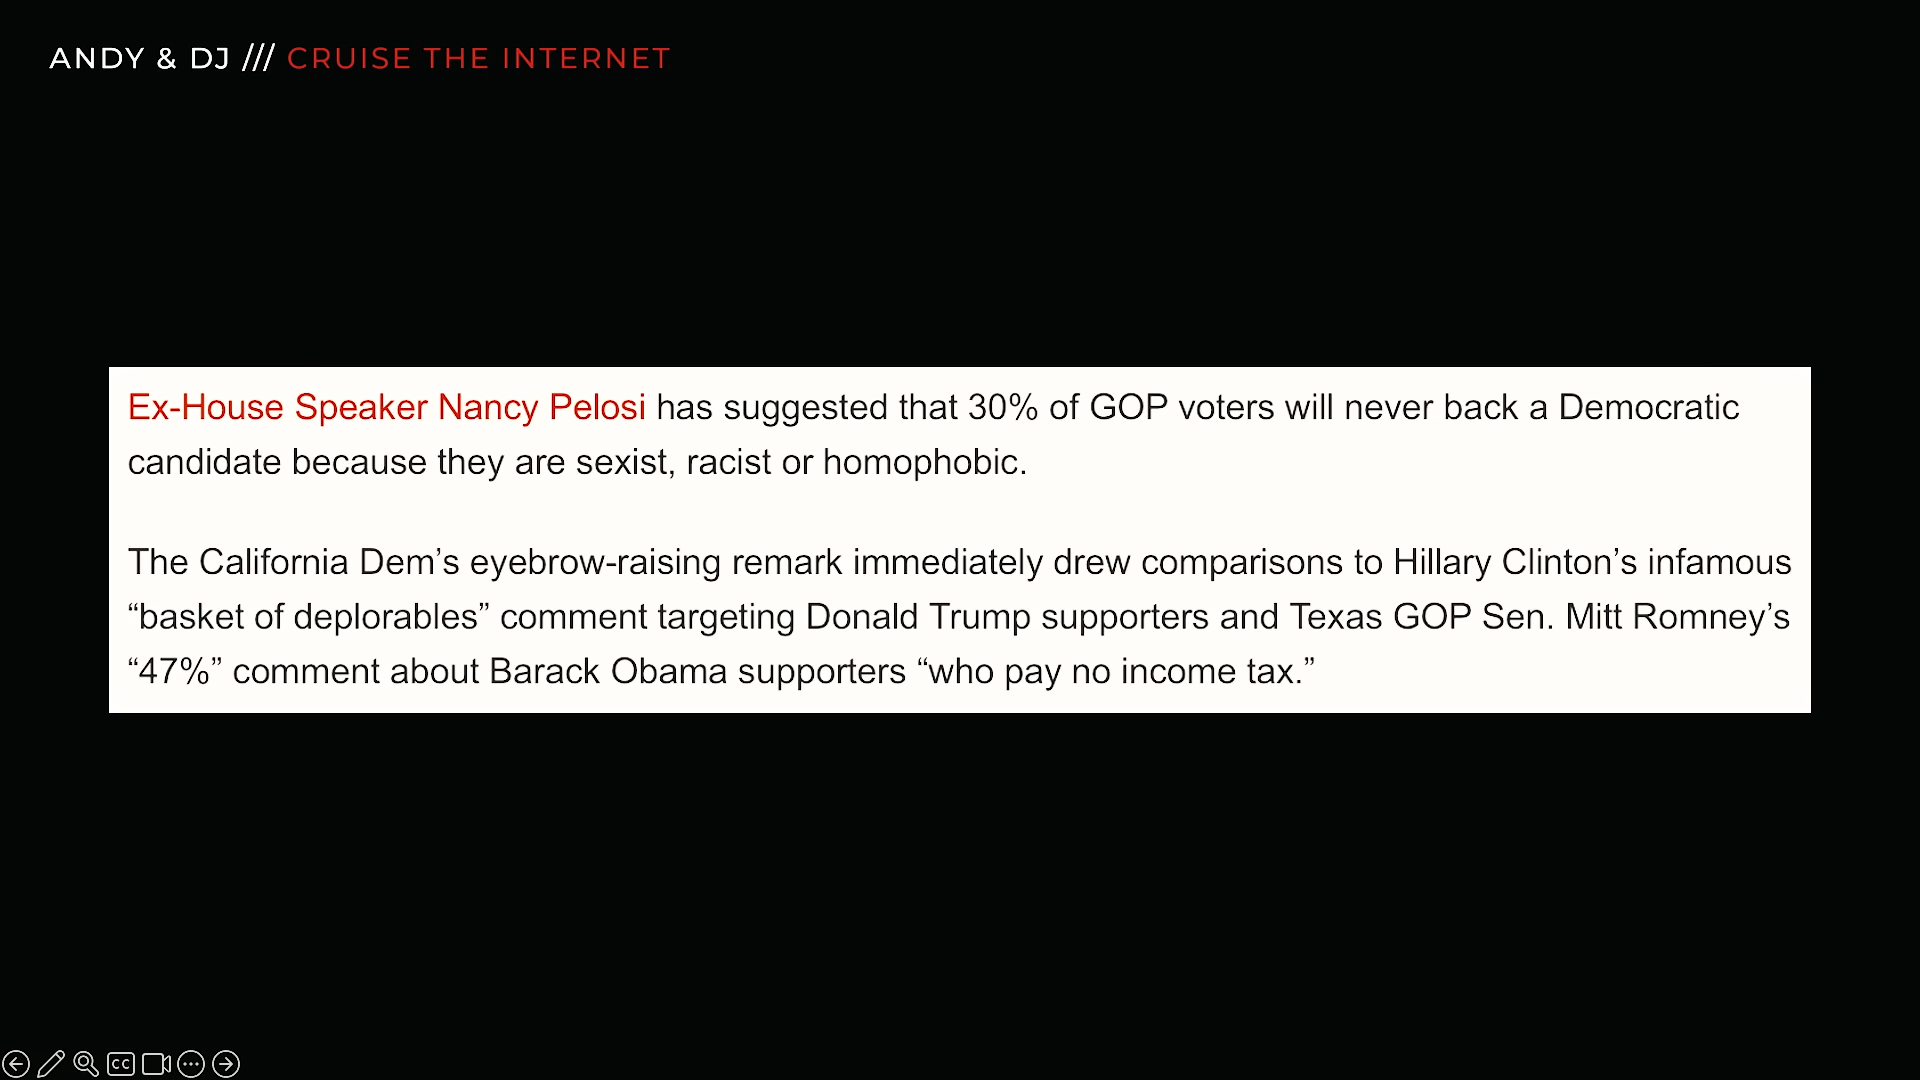 ANDY & DJ /// CRUISE THE INTERNET
Ex-House Speaker Nancy Pelosi has suggested that 30% of GOP voters will never back a Democratic
candidate because they are sexist, racist or homophobic.
The California Dem’s eyebrow-raising remark immediately drew comparisons to Hillary Clinton’s infamous
“basket of deplorables” comment targeting Donald Trump supporters and Texas GOP Sen. Mitt Romney’s
“47%” comment about Barack Obama supporters “who pay no income tax.”
CC